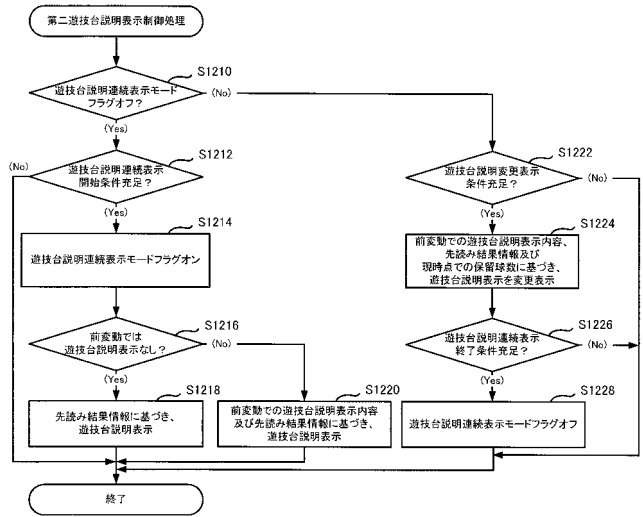 第二遊技台説明表示制御処理
S1210
遊技台説明連続表示モード
フラグオフ？
(No)
(Yes)
S1212
遊技台説明連続表示
開始条件充足？
(No)
(Yes)
S1214
遊技台説明連続表示モードフラグオン
S1216
前変動では
遊技台説明表示なし？
(No)
(Yes)
S1218
先読み結果情報に基づき、
遊技台説明表示
S1220
前変動での遊技台説明表示内容
及び先読み結果情報に基づき、
遊技台説明表示
S1222
遊技台説明変更表示
条件充足？
(No)
(Yes)
S1224
前変動での遊技台説明表示内容、
先読み結果情報及び
現時点での保留球数に基づき、
遊技台説明表示を変更表示
S1226
遊技台説明連続表示
終了条件充足？
(No)
(Yes)
S1228
遊技台説明連続表示モードフラグオフ
終了